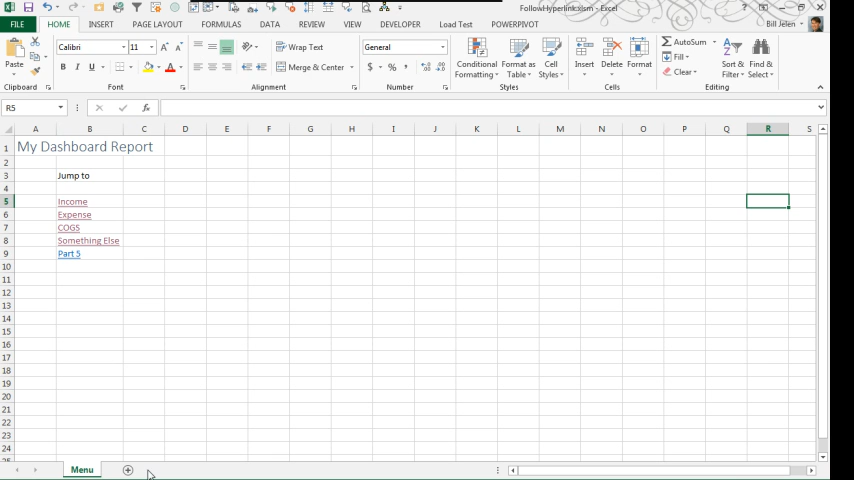 FollowHyperlink.xlsm - Excel
FILE HOME INSERT PAGE LAYOUT FORMULAS DATA REVIEW VIEW DEVELOPER Load Test POWERPIVOT Bill Jelen
Paste
Calibri 11
B I U
Wrap Text
Merge & Center
General
$ % ,
Conditional Formatting
Format as Table
Cell Styles
Insert Delete Format
AutoSum
Fill
Clear
Sort & Filter
Find & Select
Clipboard Font Alignment Number Styles Cells Editing
R5 fx
A B C D E F G H I J K L M N O P Q R S
1 My Dashboard Report
2
3 Jump to
4
5 Income
6 Expense
7 COGS
8 Something Else
9 Part 5
10
11
12
13
14
15
16
17
18
19
20
21
22
23
24
Menu